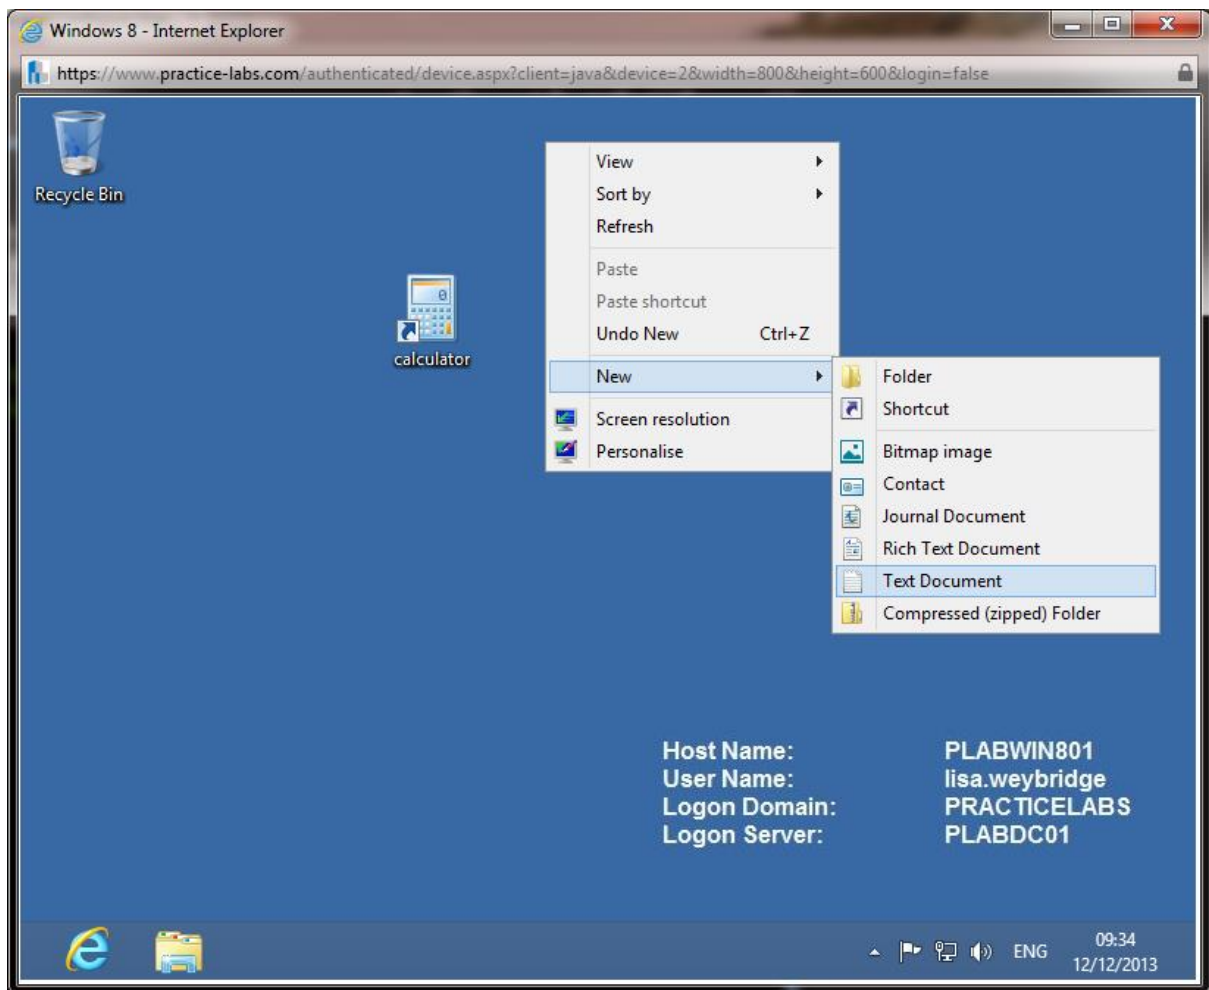 Windows 8 - Internet Explorer
https://www.practice-labs.com/authenticated/device.aspx?client=java&device=2&width=800&height=600&login=false
Recycle Bin
calculator
View
Sort by
Refresh
Paste
Paste shortcut
Undo New Ctrl+Z
New
Screen resolution
Personalise
Folder
Shortcut
Bitmap image
Contact
Journal Document
Rich Text Document
Text Document
Compressed (zipped) Folder
Host Name: PLABWIN801
User Name: lisa.weybridge
Logon Domain: PRACTICELABS
Logon Server: PLABDC01
ENG 09:34
12/12/2013